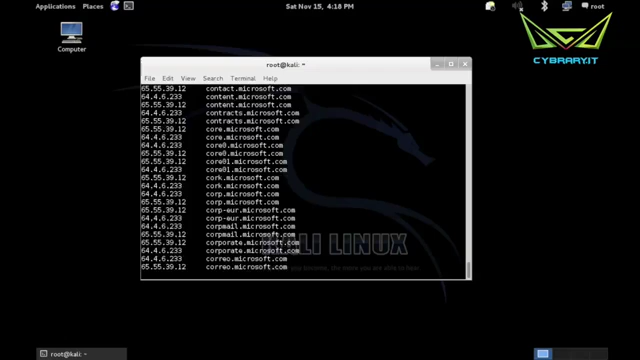 Applications Places Sat Nov 15, 4:18 PM root
Computer
CYBRARY.IT
root@kali: ~
File Edit View Search Terminal Help
65.55.39.12 contact.microsoft.com
65.55.39.12 content.microsoft.com
64.4.6.233 content.microsoft.com
64.4.6.233 contracts.microsoft.com
65.55.39.12 contracts.microsoft.com
65.55.39.12 core.microsoft.com
64.4.6.233 core.microsoft.com
64.4.6.233 core0.microsoft.com
65.55.39.12 core0.microsoft.com
65.55.39.12 core01.microsoft.com
64.4.6.233 core01.microsoft.com
65.55.39.12 cork.microsoft.com
64.4.6.233 cork.microsoft.com
64.4.6.233 corp.microsoft.com
65.55.39.12 corp.microsoft.com
65.55.39.12 corp-eur.microsoft.com
64.4.6.233 corp-eur.microsoft.com
64.4.6.233 corpmail.microsoft.com
65.55.39.12 corpmail.microsoft.com
65.55.39.12 corporate.microsoft.com
64.4.6.233 corporate.microsoft.com
64.4.6.233 correo.microsoft.com
65.55.39.12 correo.microsoft.com
KALI LINUX
you become, the more you are able to hear.
root@kali: ~